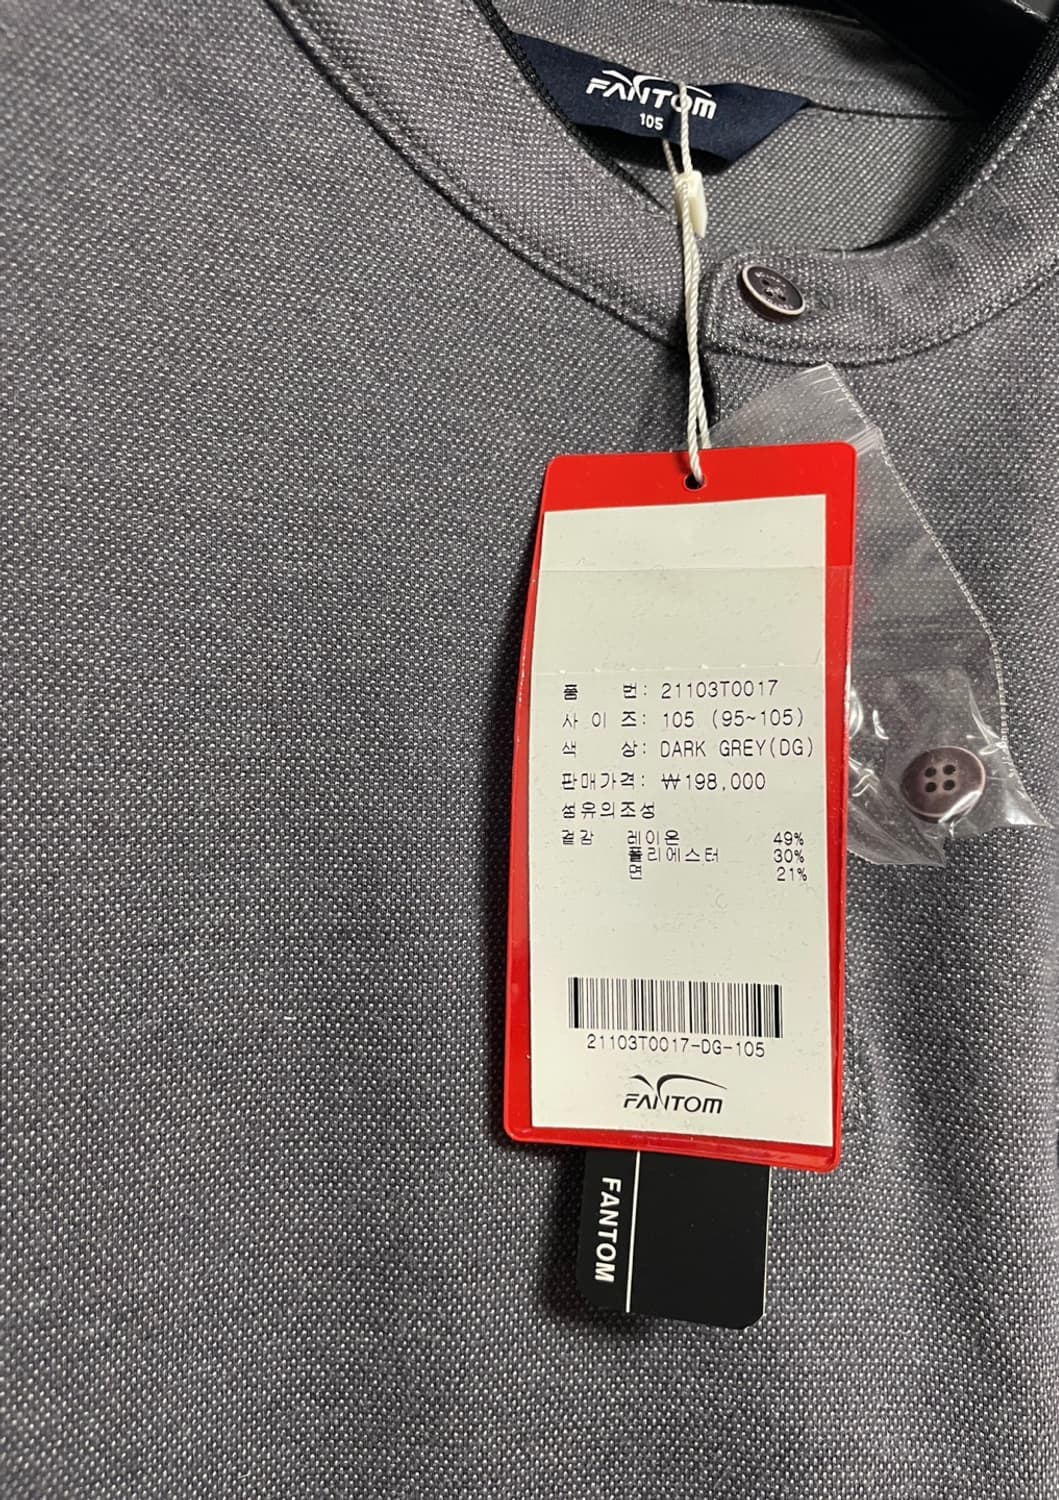 FANTOM
105
품 번: 21103T0017
사 이 즈: 105 (95~105)
색 상: DARK GREY(DG)
판매가격: ₩198,000
섬유의조성
겉감 레이온 49%
폴리에스터 30%
면 21%
21103T0017-DG-105
FANTOM
FANTOM